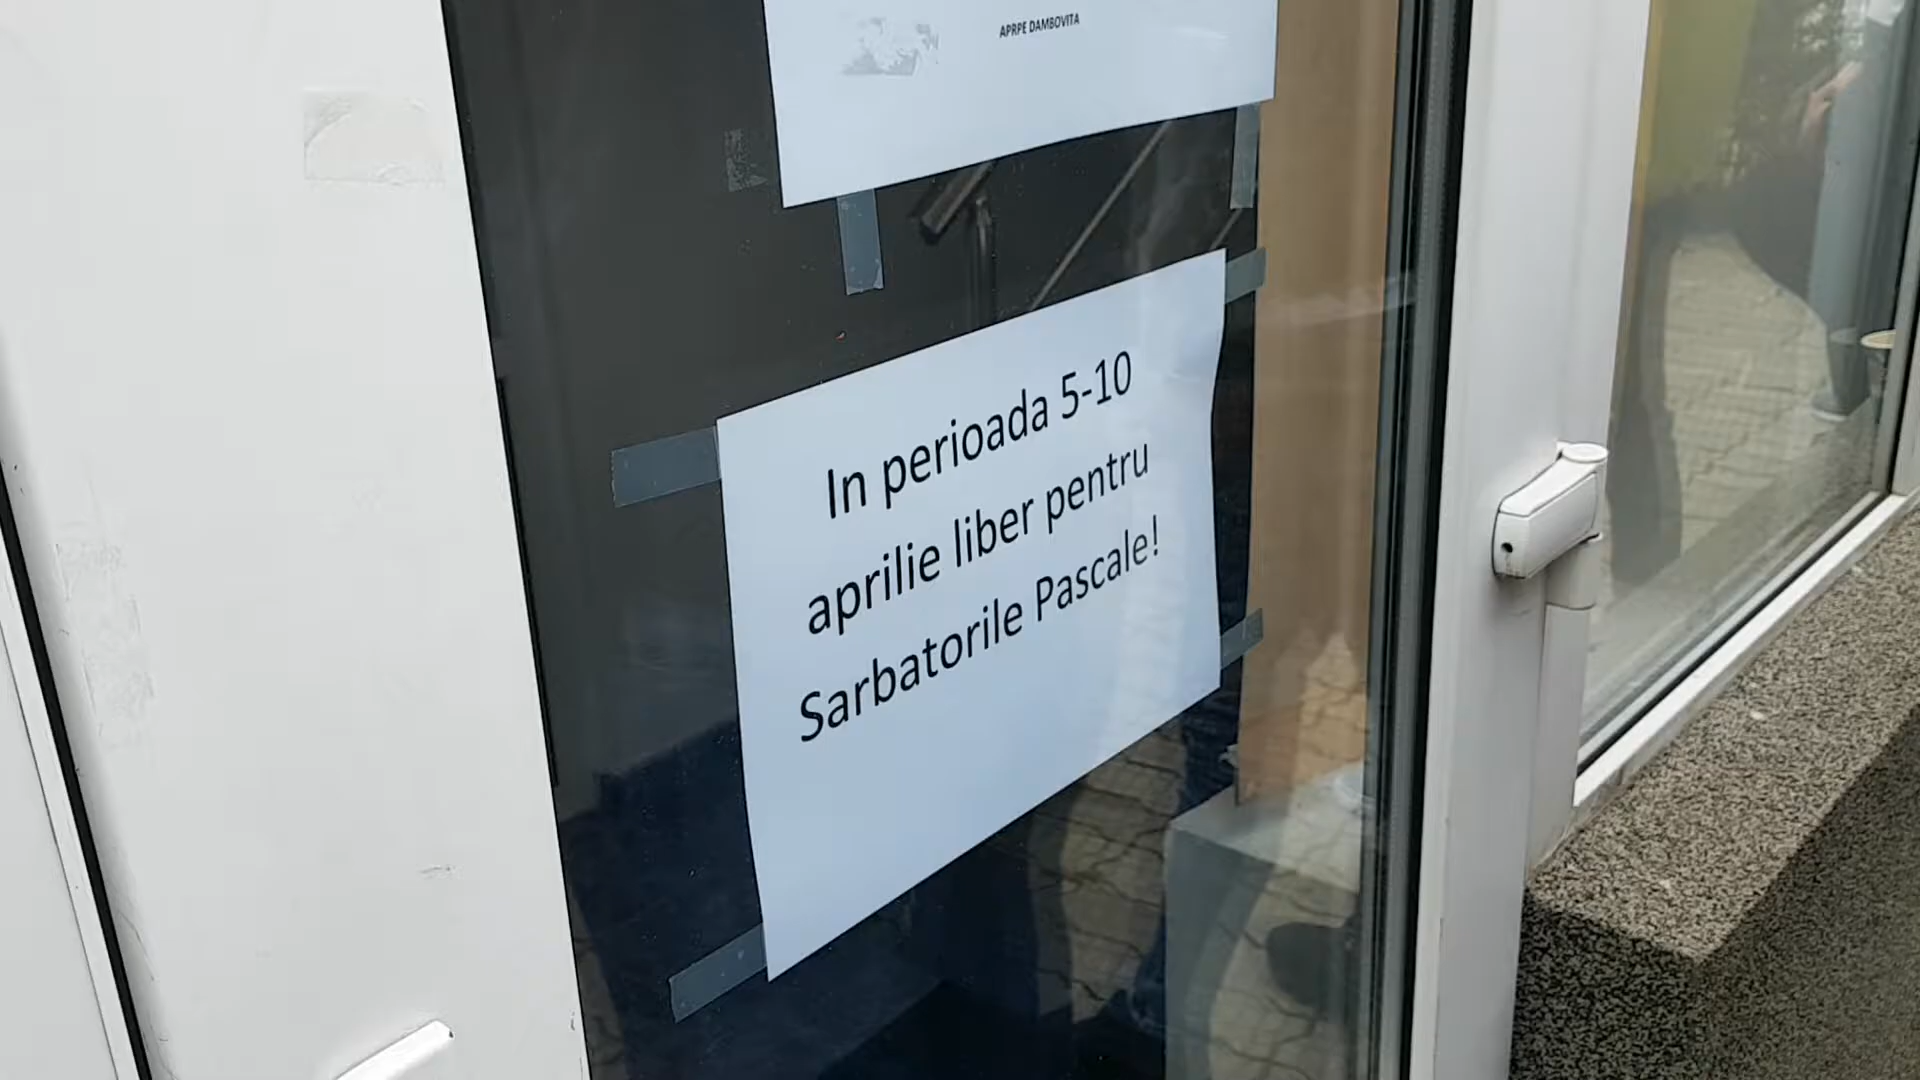 APRPE DAMBOVITA
In perioada 5-10
aprilie liber pentru
Sarbatorile Pascale!